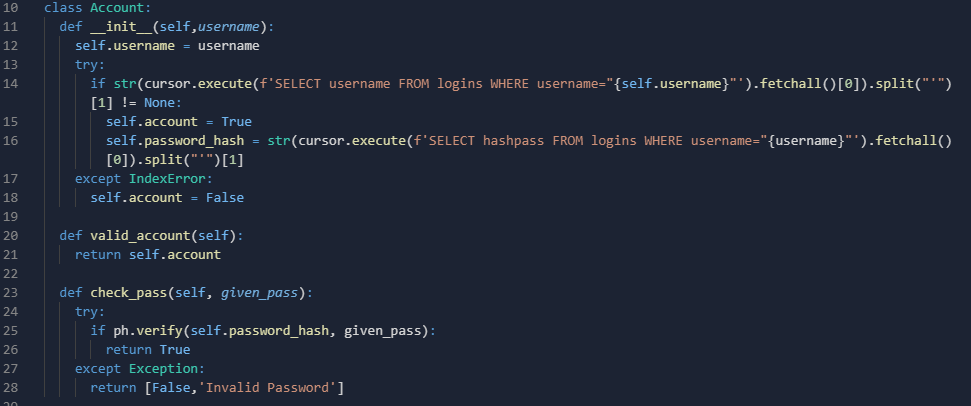 10 class Account:
11   def __init__(self,username):
12     self.username = username
13     try:
14       if str(cursor.execute(f'SELECT username FROM logins WHERE username="{self.username}"').fetchall()[0]).split("'")
[1] != None:
15         self.account = True
16         self.password_hash = str(cursor.execute(f'SELECT hashpass FROM logins WHERE username="{username}"').fetchall()
[0]).split("'")[1]
17     except IndexError:
18       self.account = False
19
20   def valid_account(self):
21     return self.account
22
23   def check_pass(self, given_pass):
24     try:
25       if ph.verify(self.password_hash, given_pass):
26         return True
27     except Exception:
28       return [False,'Invalid Password']